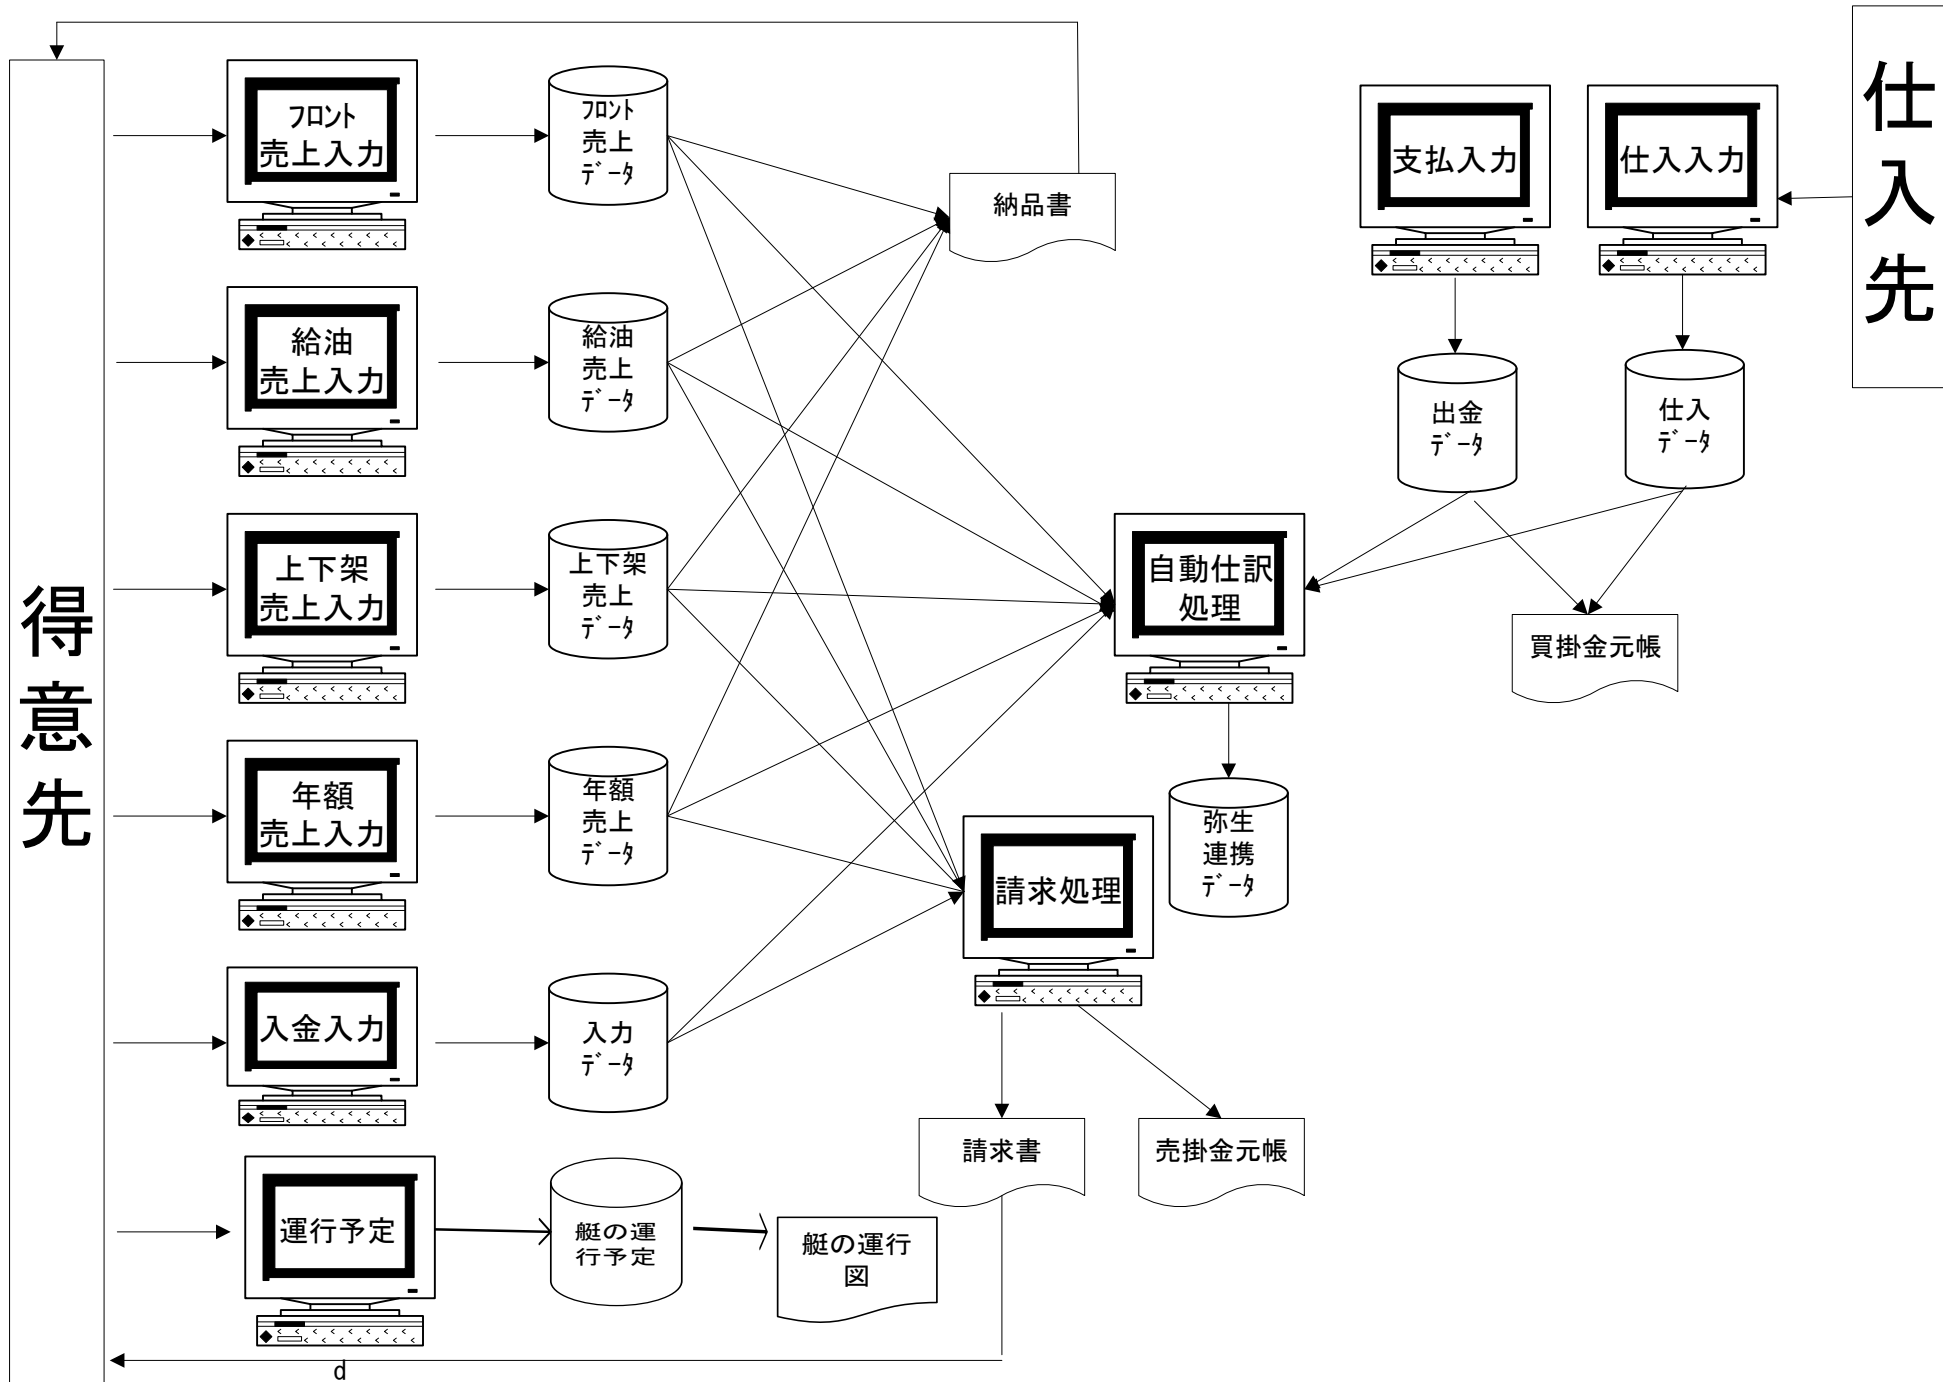 得意先
フロント
売上入力
フロント
売上
ﾃﾞｰﾀ
納品書
支払入力
仕入入力
仕入先
給油
売上入力
給油
売上
ﾃﾞｰﾀ
出金
ﾃﾞｰﾀ
仕入
ﾃﾞｰﾀ
上下架
売上入力
上下架
売上
ﾃﾞｰﾀ
自動仕訳
処理
買掛金元帳
年額
売上入力
年額
売上
ﾃﾞｰﾀ
請求処理
弥生
連携
ﾃﾞｰﾀ
入金入力
入力
ﾃﾞｰﾀ
請求書
売掛金元帳
運行予定
艇の運
行予定
艇の運行
図
d